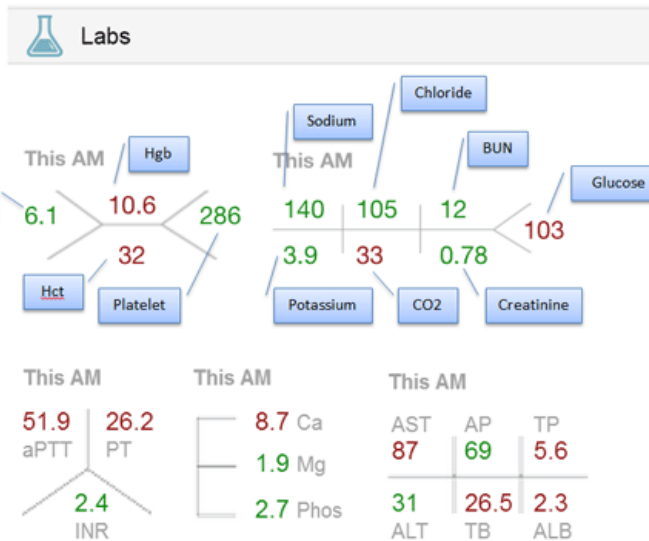 Labs
Chloride
Sodium
This AM
Hgb
This AM
BUN
Glucose
6.1
10.6
286
140
105
12
103
32
3.9
33
0.78
Hct
Platelet
Potassium
CO2
Creatinine
This AM
This AM
This AM
51.9 26.2
aPTT PT
2.4
INR
8.7 Ca
1.9 Mg
2.7 Phos
AST AP TP
87 69 5.6
31 26.5 2.3
ALT TB ALB